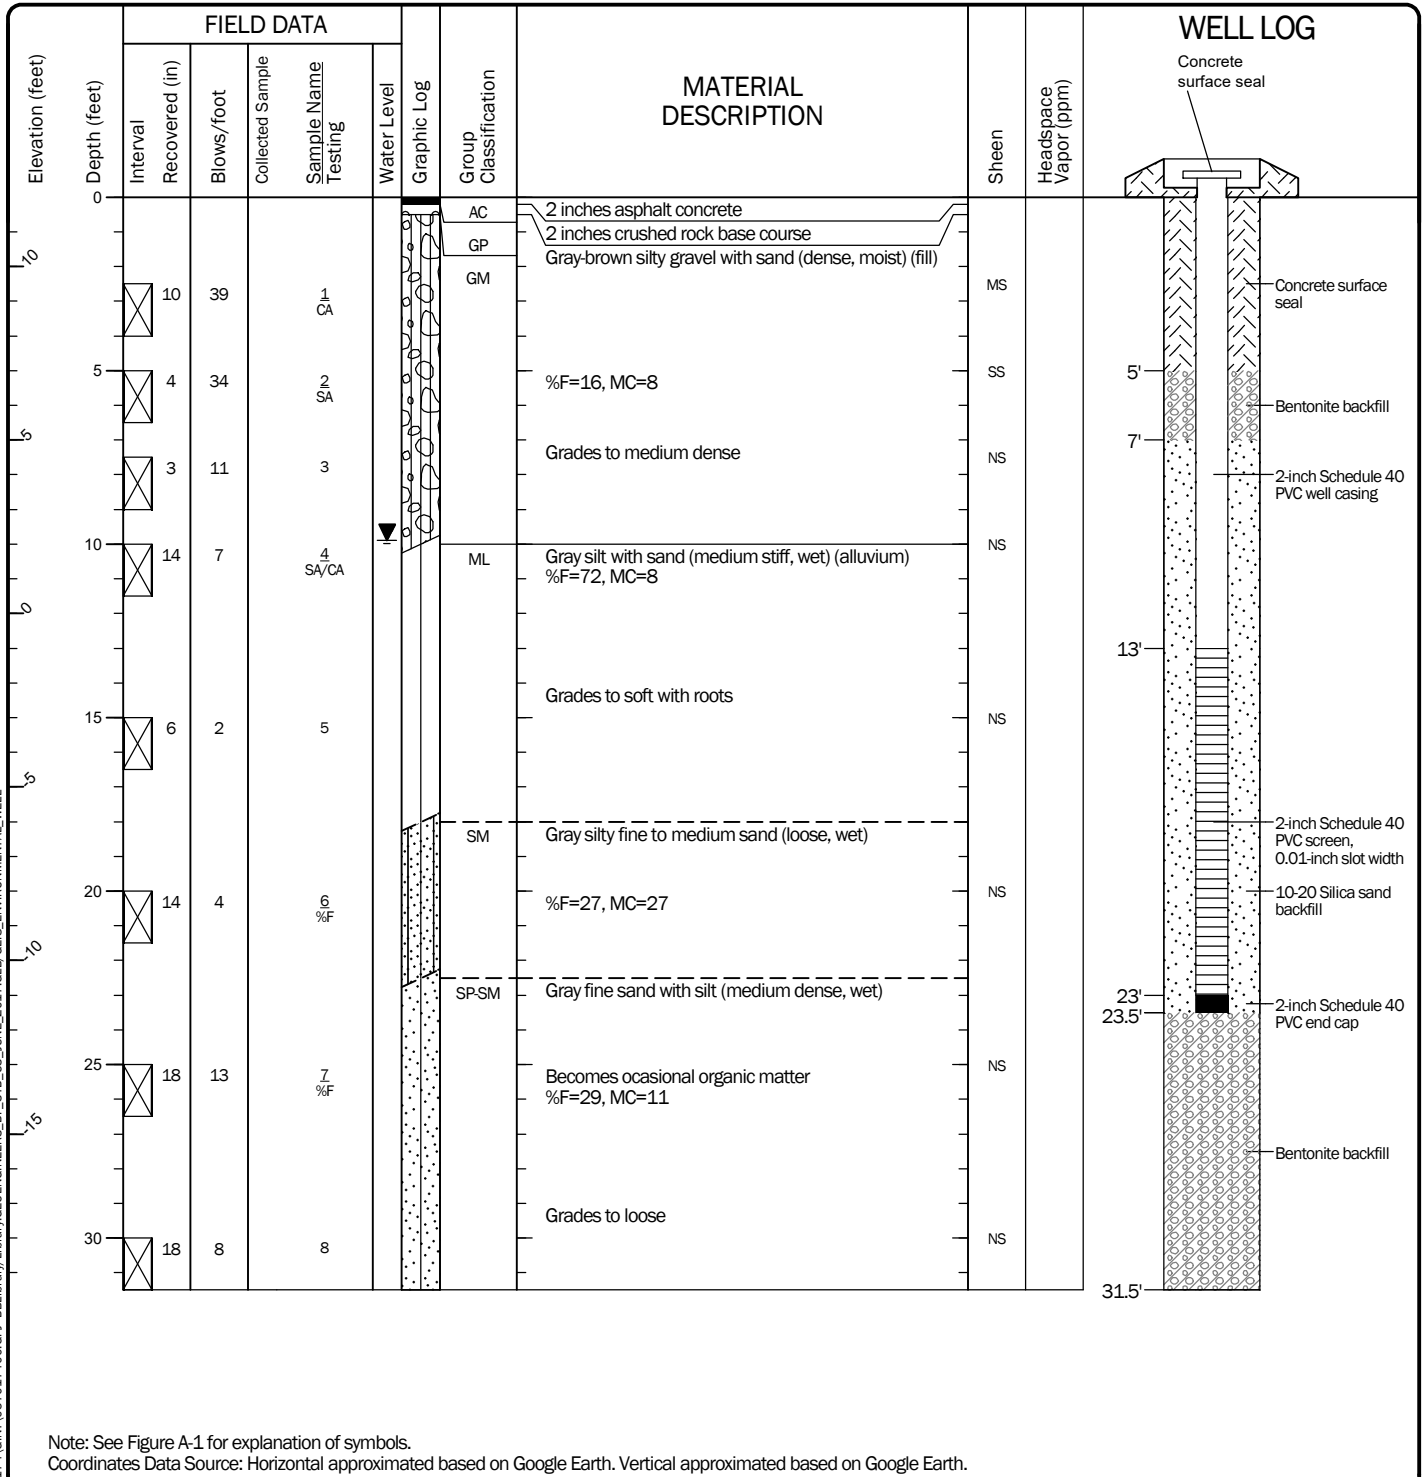 FIELD DATA
WELL LOG
Elevation (feet)
Depth (feet)
Interval
Recovered (in)
Blows/foot
Collected Sample
Sample Name
Testing
Water Level
Graphic Log
Group
Classification
MATERIAL
DESCRIPTION
Sheen
Headspace
Vapor (ppm)
Concrete
surface seal
0
AC
2 inches asphalt concrete
2 inches crushed rock base course
GP
Gray-brown silty gravel with sand (dense, moist) (fill)
10
GM
10 39 1 MS
CA
Concrete surface
seal
5 4 34 2 %F=16, MC=8 SS 5'
SA
Bentonite backfill
5
7'
Grades to medium dense
3 11 3 NS
2-inch Schedule 40
PVC well casing
10 14 7 4 ML Gray silt with sand (medium stiff, wet) (alluvium) NS
SA/CA %F=72, MC=8
0
13'
Grades to soft with roots
15 6 2 5 NS
-5
SM Gray silty fine to medium sand (loose, wet)
2-inch Schedule 40
PVC screen,
0.01-inch slot width
20 14 4 6 %F=27, MC=27 NS
%F
10-20 Silica sand
backfill
-10
SP-SM Gray fine sand with silt (medium dense, wet)
23'
23.5'
2-inch Schedule 40
PVC end cap
25 18 13 7 Becomes ocasional organic matter NS
%F %F=29, MC=11
-15
Bentonite backfill
Grades to loose
30 18 8 8 NS
31.5'
Note: See Figure A-1 for explanation of symbols.
Coordinates Data Source: Horizontal approximated based on Google Earth. Vertical approximated based on Google Earth.